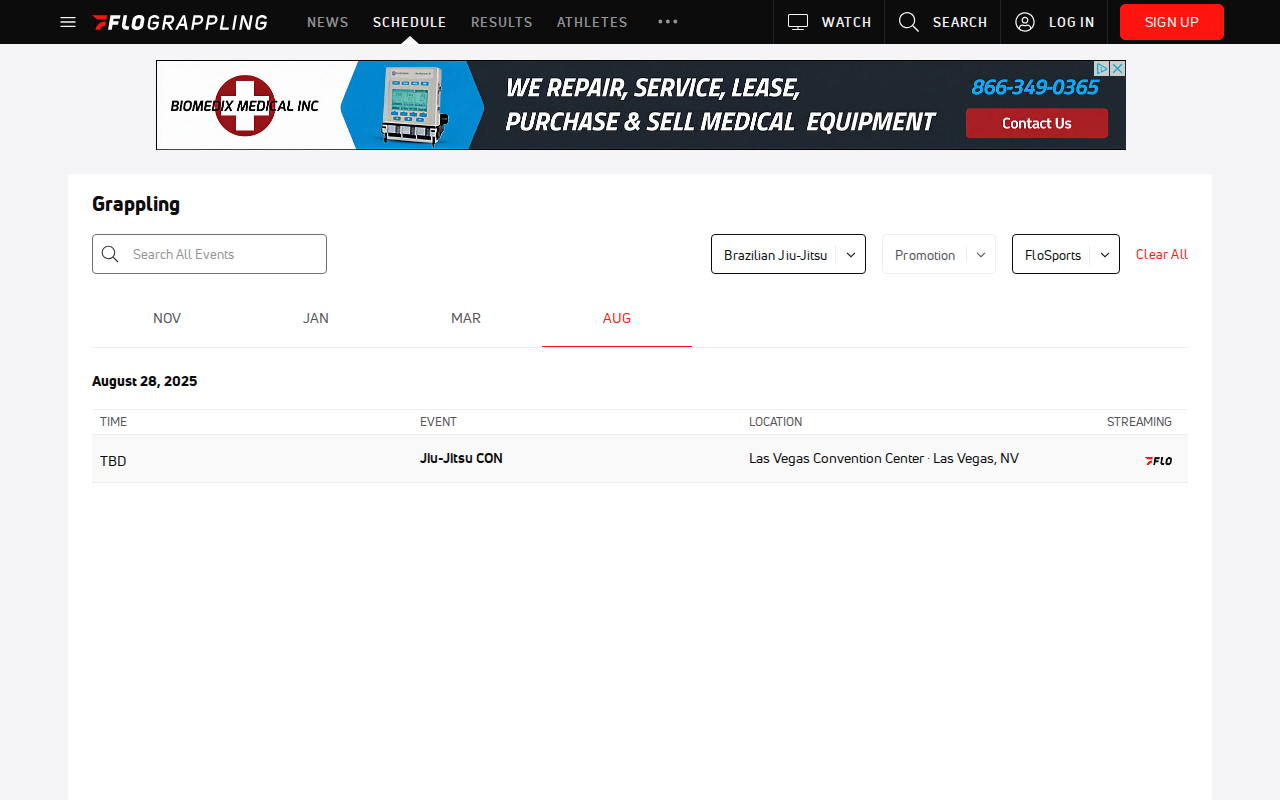 FLOGRAPPLING NEWS SCHEDULE RESULTS ATHLETES ••• WATCH SEARCH LOG IN SIGN UP
BIOMEDIX MEDICAL INC
WE REPAIR, SERVICE, LEASE,
PURCHASE & SELL MEDICAL EQUIPMENT
866-349-0365
Contact Us
Grappling
Search All Events Brazilian Jiu-Jitsu Promotion FloSports Clear All
NOV JAN MAR AUG
August 28, 2025
TIME EVENT LOCATION STREAMING
TBD Jiu-Jitsu CON Las Vegas Convention Center · Las Vegas, NV FLO